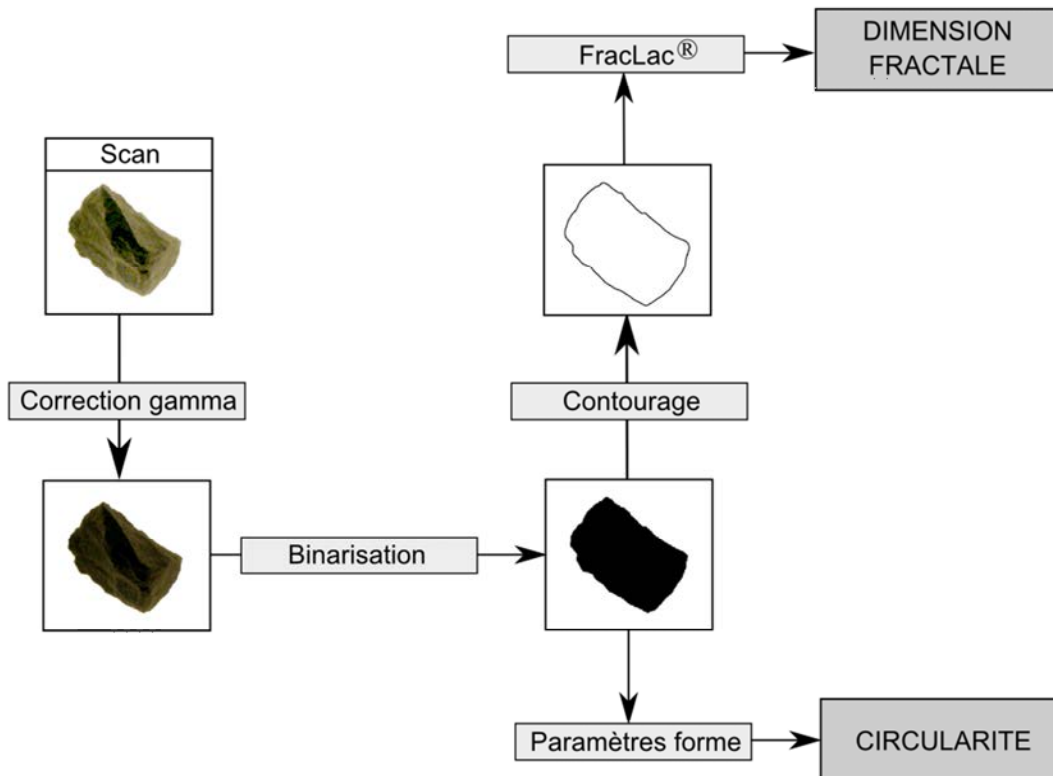 Scan
Correction gamma
Binarisation
Contourage
FracLac®
DIMENSION
FRACTALE
Paramètres forme
CIRCULARITE